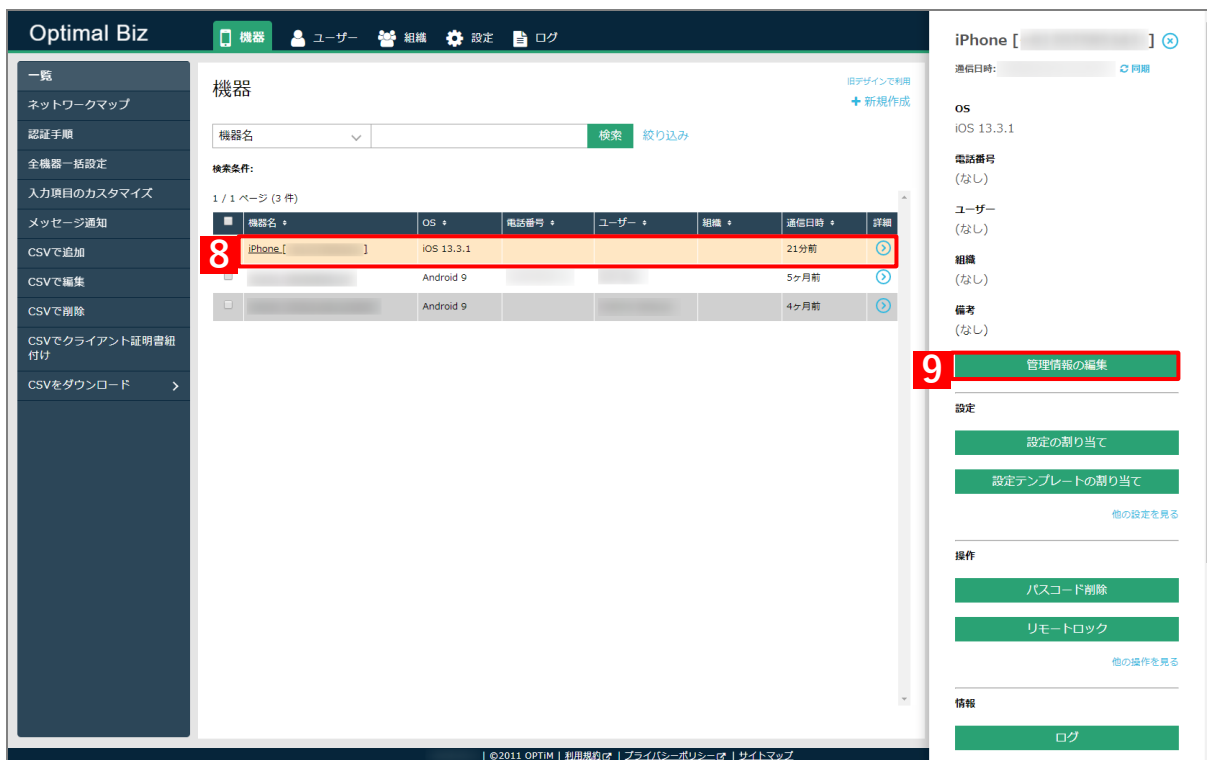 Optimal Biz
機器
ユーザー
組織
設定
ログ
一覧
ネットワークマップ
認証手順
全機器一括設定
入力項目のカスタマイズ
メッセージ通知
CSVで追加
CSVで編集
CSVで削除
CSVでクライアント証明書紐
付け
CSVをダウンロード
機器
旧デザインで利用
新規作成
機器名
検索
絞り込み
検索条件:
1 / 1 ページ (3 件)
機器名 OS 電話番号 ユーザー 組織 通信日時 詳細
8
iPhone [ ] iOS 13.3.1 21分前
Android 9 5ヶ月前
Android 9 4ヶ月前
iPhone [ ]
通信日時: 同期
OS
iOS 13.3.1
電話番号
(なし)
ユーザー
(なし)
組織
(なし)
備考
(なし)
9
管理情報の編集
設定
設定の割り当て
設定テンプレートの割り当て
他の設定を見る
操作
パスコード削除
リモートロック
他の操作を見る
情報
ログ
| ©2011 OPTiM | 利用規約 | プライバシーポリシー | サイトマップ